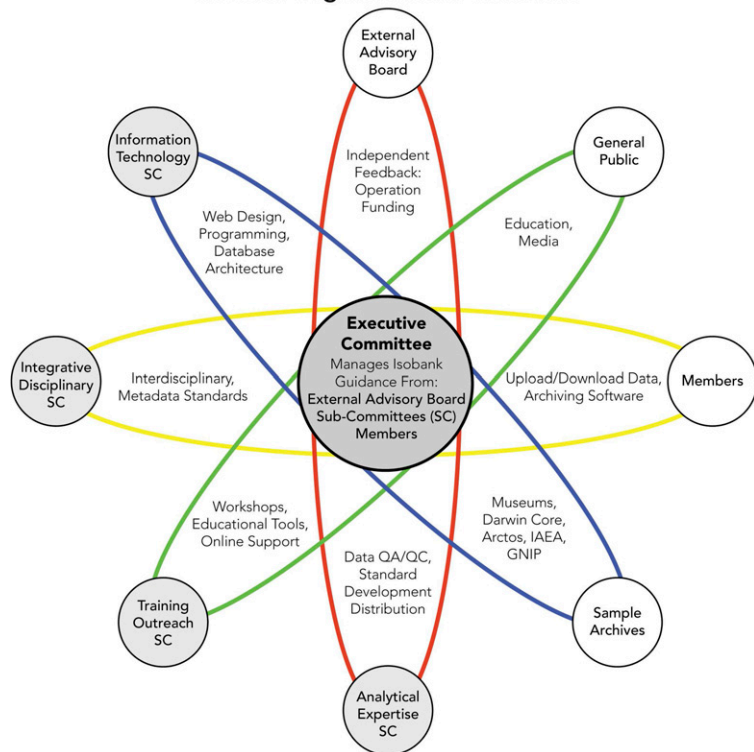 External
Advisory
Board
Information
Technology
SC
General
Public
Independent
Feedback:
Operation
Funding
Web Design,
Programming,
Database
Architecture
Education,
Media
Executive
Committee
Manages Isobank
Guidance From:
External Advisory Board
Sub-Committees (SC)
Members
Integrative
Disciplinary
SC
Interdisciplinary,
Metadata Standards
Upload/Download Data,
Archiving Software
Members
Workshops,
Educational Tools,
Online Support
Museums,
Darwin Core,
Arctos, IAEA,
GNIP
Data QA/QC,
Standard
Development
Distribution
Training
Outreach
SC
Sample
Archives
Analytical
Expertise
SC